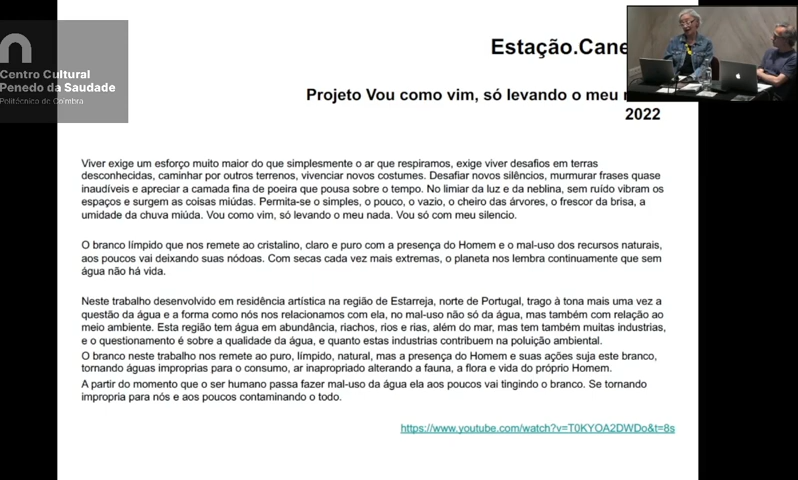 Centro Cultural
Penedo da Saudade
Politécnico de Coimbra
Estação.Cane
Projeto Vou como vim, só levando o meu
2022
Viver exige um esforço muito maior do que simplesmente o ar que respiramos, exige viver desafios em terras
desconhecidas, caminhar por outros terrenos, vivenciar novos costumes. Desafiar novos silêncios, murmurar frases quase
inaudíveis e apreciar a camada fina de poeira que pousa sobre o tempo. No limiar da luz e da neblina, sem ruído vibram os
espaços e surgem as coisas miúdas. Permita-se o simples, o pouco, o vazio, o cheiro das árvores, o frescor da brisa, a
umidade da chuva miúda. Vou como vim, só levando o meu nada. Vou só com meu silencio.
O branco límpido que nos remete ao cristalino, claro e puro com a presença do Homem e o mal-uso dos recursos naturais,
aos poucos vai deixando suas nódoas. Com secas cada vez mais extremas, o planeta nos lembra continuamente que sem
água não há vida.
Neste trabalho desenvolvido em residência artística na região de Estarreja, norte de Portugal, trago à tona mais uma vez a
questão da água e a forma como nós nos relacionamos com ela, no mal-uso não só da água, mas também com relação ao
meio ambiente. Esta região tem água em abundância, riachos, rios e rias, além do mar, mas tem também muitas industrias,
e o questionamento é sobre a qualidade da água, e quanto estas industrias contribuem na poluição ambiental.
O branco neste trabalho nos remete ao puro, límpido, natural, mas a presença do Homem e suas ações suja este branco,
tornando águas improprias para o consumo, ar inapropriado alterando a fauna, a flora e vida do próprio Homem.
A partir do momento que o ser humano passa fazer mal-uso da água ela aos poucos vai tingindo o branco. Se tornando
impropria para nós e aos poucos contaminando o todo.
https://www.youtube.com/watch?v=T0KYOA2DWDo&t=8s